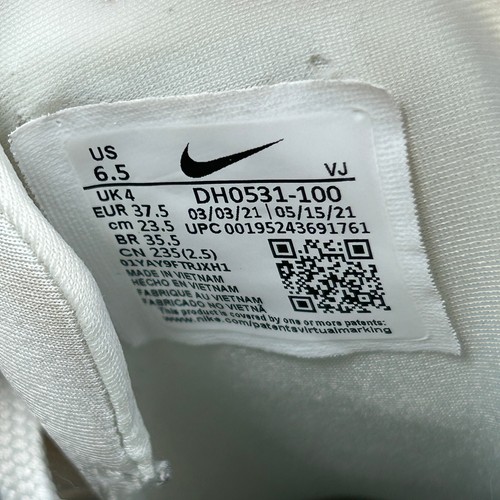 US
6.5
VJ
UK 4
DH0531-100
EUR 37.5
03/03/21 | 05/15/21
cm 23.5
UPC 00195243691761
BR 35.5
CN 235(2.5)
01YAY9FTRJXH1
MADE IN VIETNAM
HECHO EN VIETNAM
FABRIQUE AU VIETNAM
FABRICADO NO VIETNÃ
This product is covered by one or more patents:
www.nike.com/patentsvirtualmarking